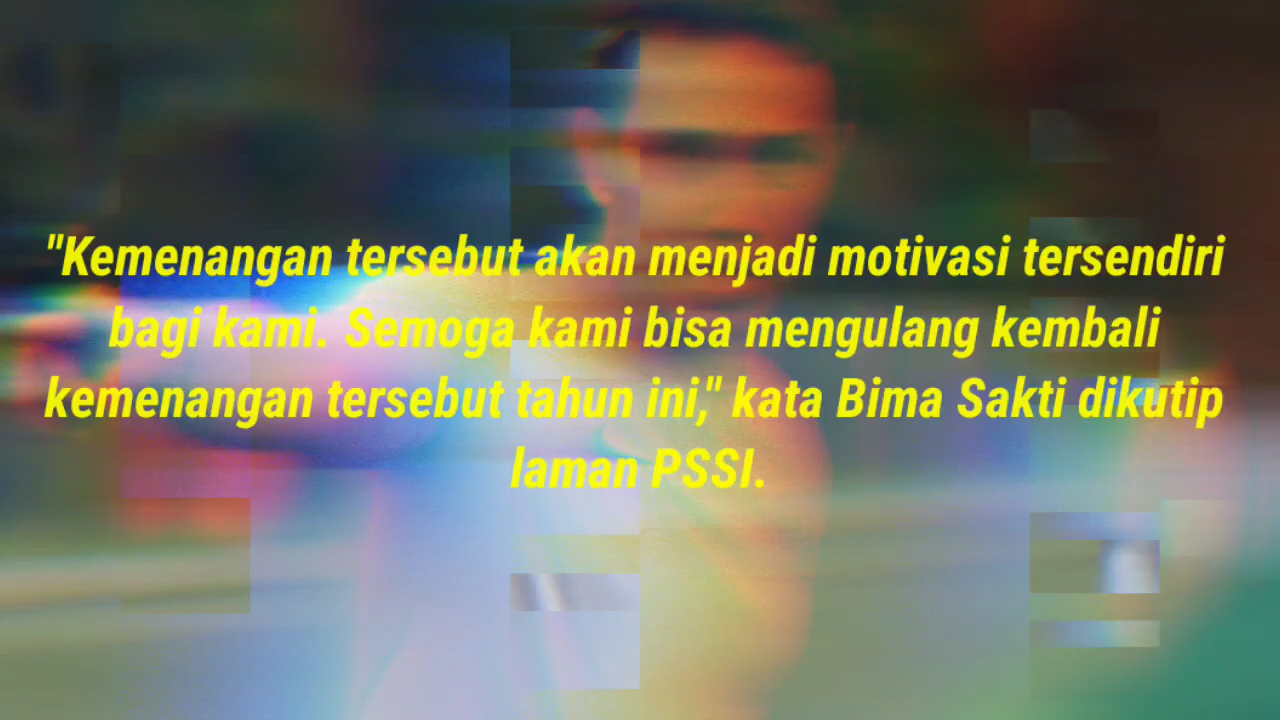 "Kemenangan tersebut akan menjadi motivasi tersendiri
bagi kami. Semoga kami bisa mengulang kembali
kemenangan tersebut tahun ini," kata Bima Sakti dikutip
laman PSSI.